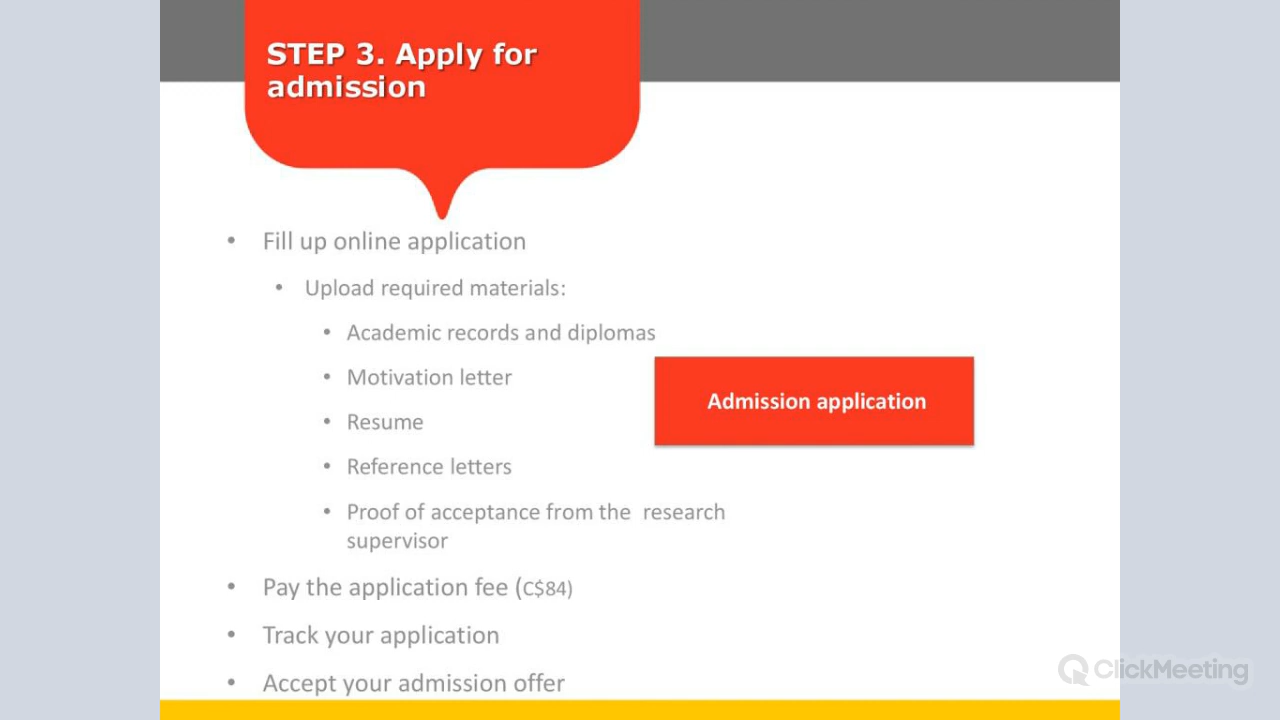 STEP 3. Apply for
admission
• Fill up online application
• Upload required materials:
• Academic records and diplomas
• Motivation letter
Admission application
• Resume
• Reference letters
• Proof of acceptance from the  research
supervisor
• Pay the application fee (C$84)
• Track your application
• Accept your admission offer
ClickMeeting